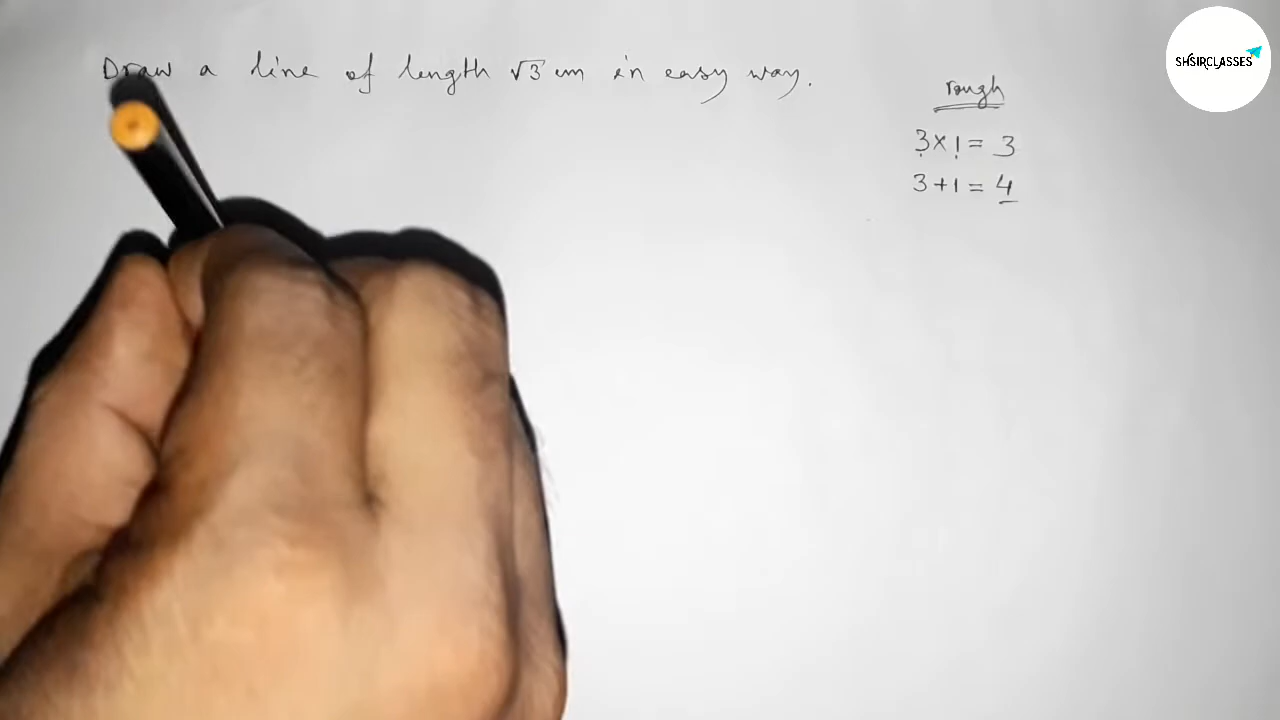 Draw a line of length √3 cm in easy way.
rough
3×1=3
3+1=4
SHSIRCLASSES